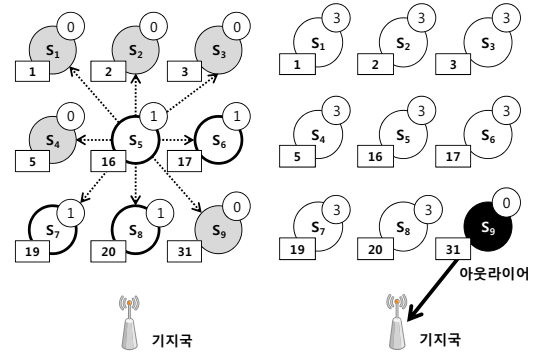 0 0 0 3 3 3
S1 S2 S3 S1 S2 S3
1 2 3 1 2 3
0 1 1 3 3 3
S4 S5 S6 S4 S5 S6
5 16 17 5 16 17
1 1 0 3 3 0
S7 S8 S9 S7 S8 S9
19 20 31 19 20 31
아웃라이어
기지국 기지국